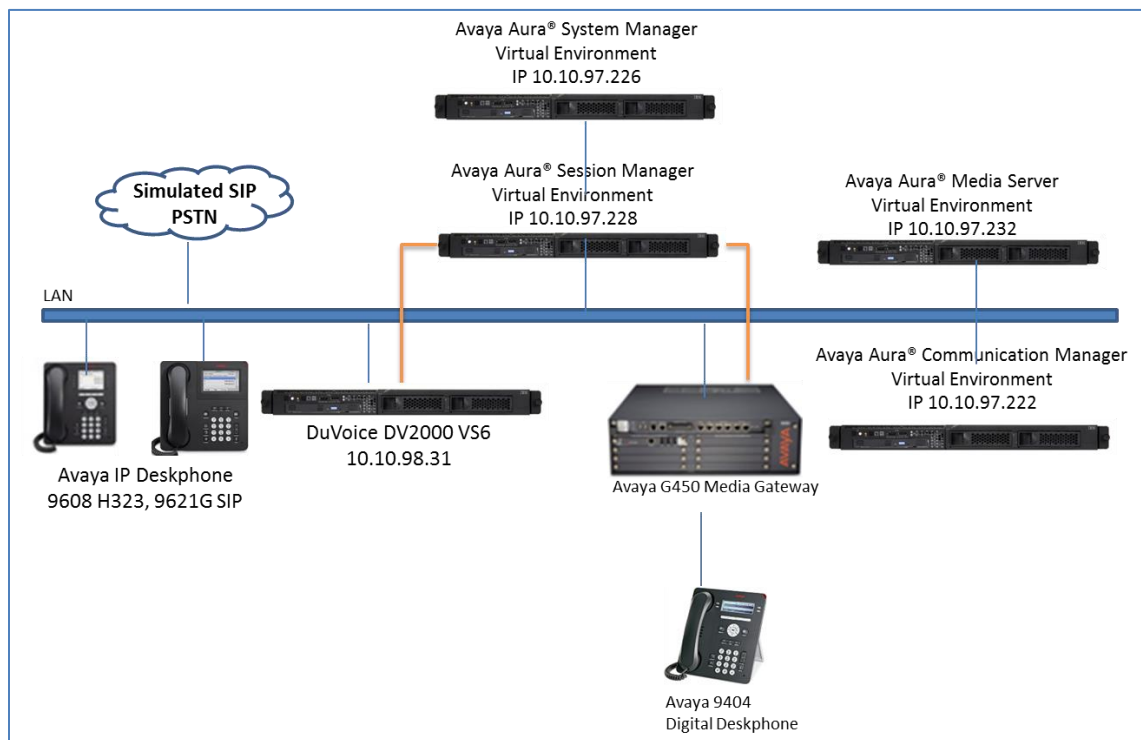 Avaya Aura® System Manager
Virtual Environment
IP 10.10.97.226
Avaya Aura® Session Manager
Virtual Environment
IP 10.10.97.228
Avaya Aura® Media Server
Virtual Environment
IP 10.10.97.232
Simulated SIP
PSTN
LAN
Avaya IP Deskphone
9608 H323, 9621G SIP
DuVoice DV2000 VS6
10.10.98.31
AVAYA
Avaya G450 Media Gateway
Avaya Aura® Communication Manager
Virtual Environment
IP 10.10.97.222
Avaya 9404
Digital Deskphone